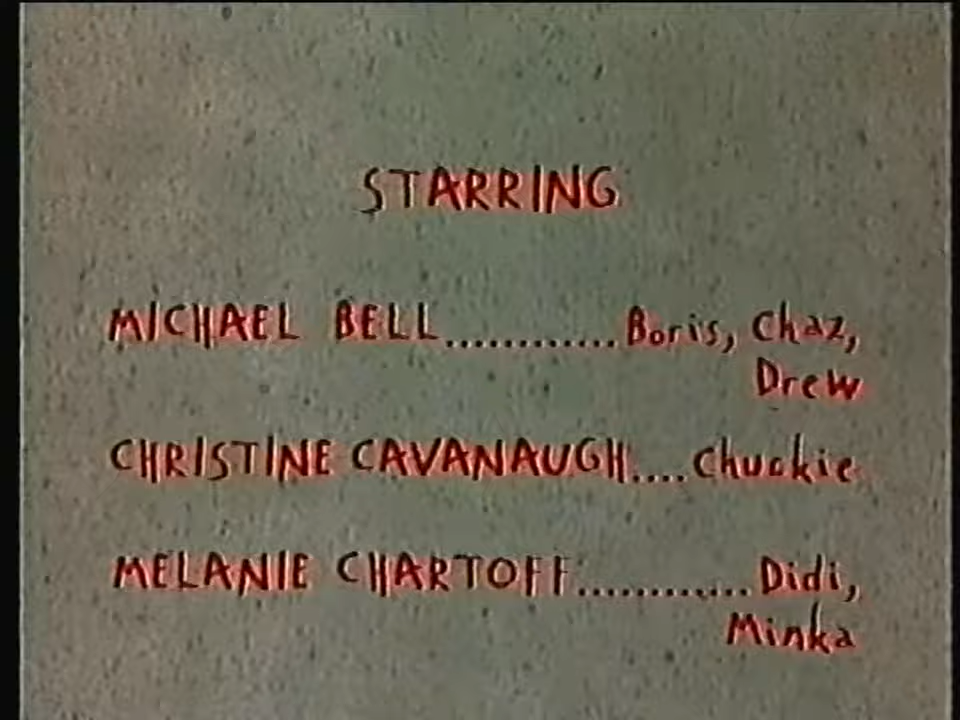 STARRING
MICHAEL BELL............Boris, Chaz,
Drew
CHRISTINE CAVANAUGH....Chuckie
MELANIE CHARTOFF............Didi,
Minka